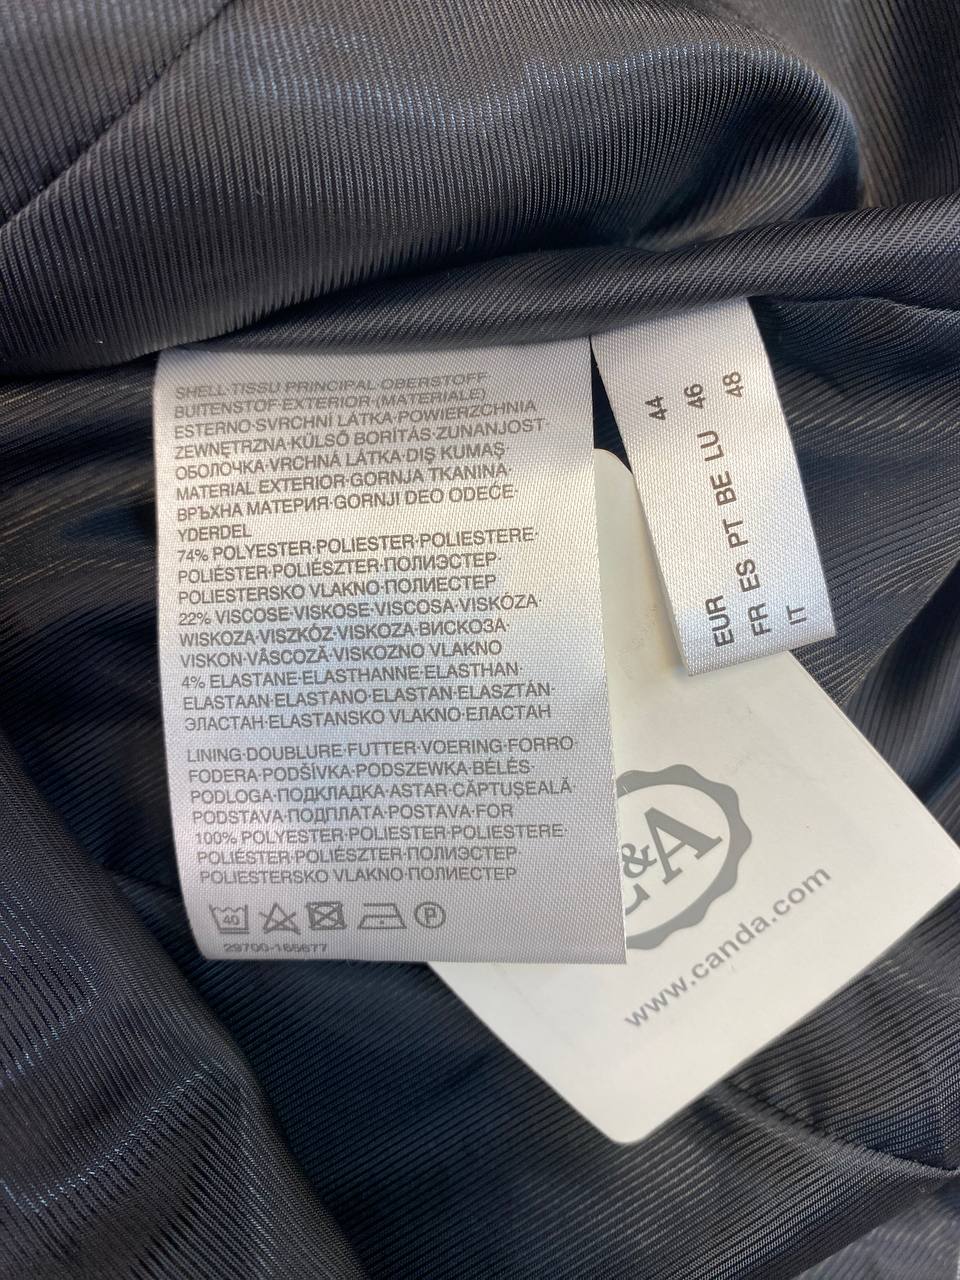 SHELL·TISSU PRINCIPAL·OBERSTOFF·
BUITENSTOF·EXTERIOR·(MATERIALE)
ESTERNO·SVRCHNI LÁTKA·POWIERZCHNIA
ZEWNĘTRZNA·KÜLSŐ BORÍTÁS·ZUNANJOST·
ОБОЛОЧКА·VRCHNÁ LÁTKA·DIŞ KUMAŞ
MATERIAL EXTERIOR·GORNJA TKANINA·
ВРЪХНА МАТЕРИЯ·GORNJI DEO ODEĆE·
YDERDEL
74% POLYESTER·POLIESTER·POLIESTERE·
POLIÉSTER·POLIÉSZTER·ПОЛИЭСТЕР·
POLIESTERSKO VLAKNO·ПОЛИЕСТЕР
22% VISCOSE·VISKOSE·VISCOSA·VISKÓZA·
WISKOZA·VISZKÓZ·VISKOZA·ВИСКОЗА·
VISKON·VÂSCOZĂ·VISKOZNO VLAKNO
4% ELASTANE·ELASTHANNE·ELASTHAN·
ELASTAAN·ELASTANO·ELASTAN·ELASZTÁN·
ЭЛАСТАН·ELASTANSKO VLAKNO·ЕЛАСТАН
LINING·DOUBLURE·FUTTER·VOERING·FORRO·
FODERA·PODŠÍVKA·PODSZEWKA·BÉLÉS·
PODLOGA·ПОДКЛАДКА·ASTAR·CĂPTUŞEALĂ·
PODSTAVA·ПОДПЛАТА·POSTAVA·FOR
100% POLYESTER·POLIESTER·POLIESTERE·
POLIÉSTER·POLIÉSZTER·ПОЛИЭСТЕР·
POLIESTERSKO VLAKNO·ПОЛИЕСТЕР
40 P
29700-165677
EUR 44
FR ES PT BE LU 46
IT 48
&A
www.canda.com